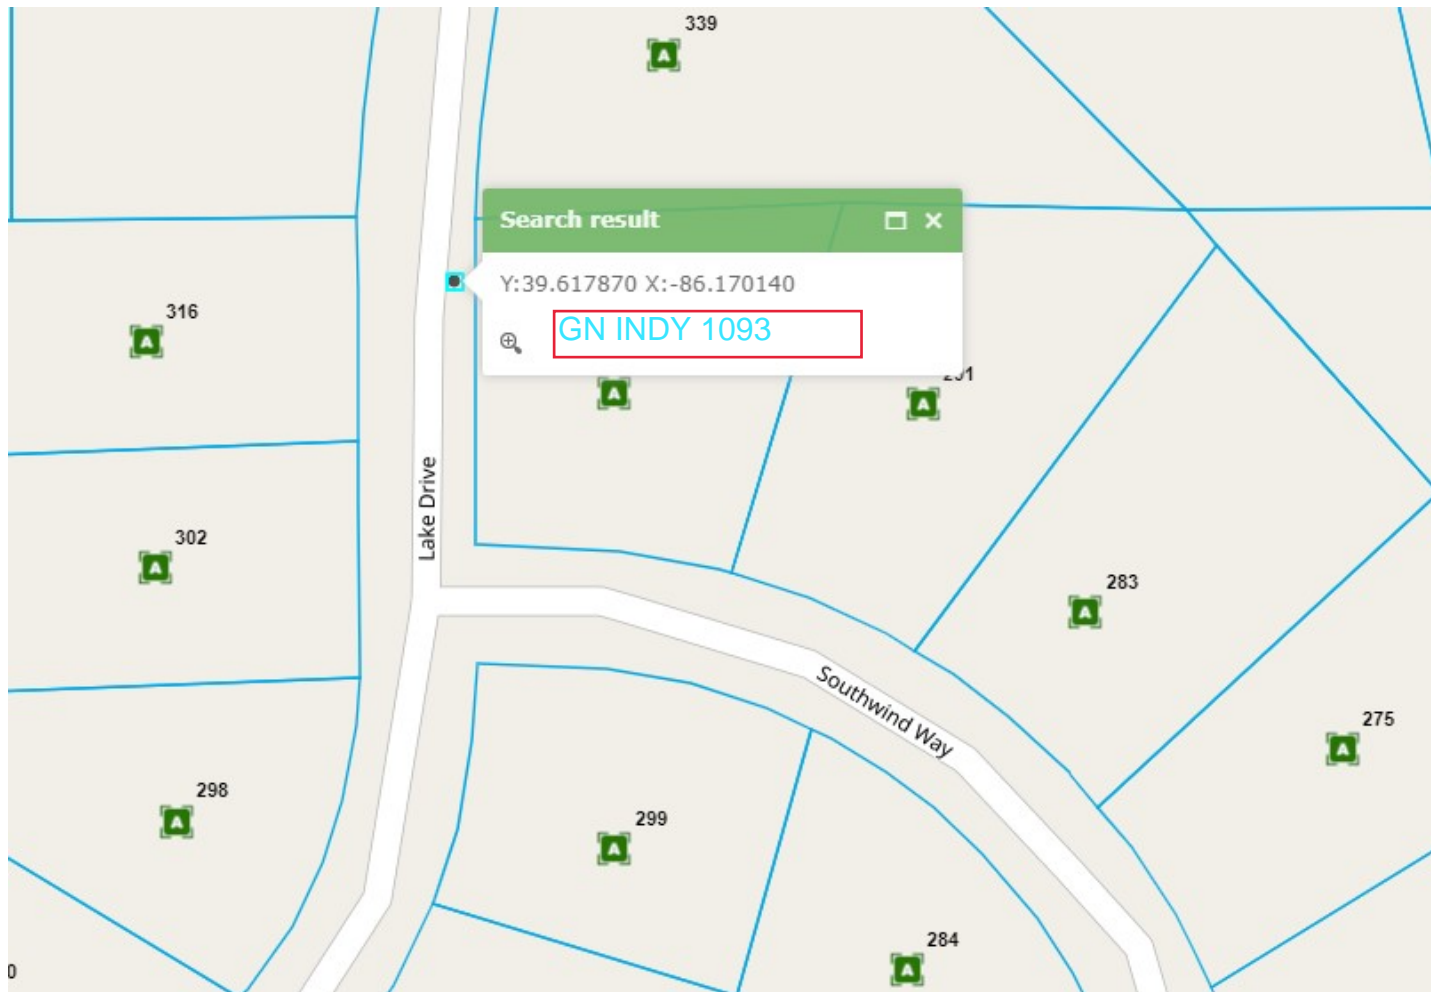 339
Search result
Y:39.617870 X:-86.170140
GN INDY 1093
316
Lake Drive
302
283
Southwind Way
275
298
299
284